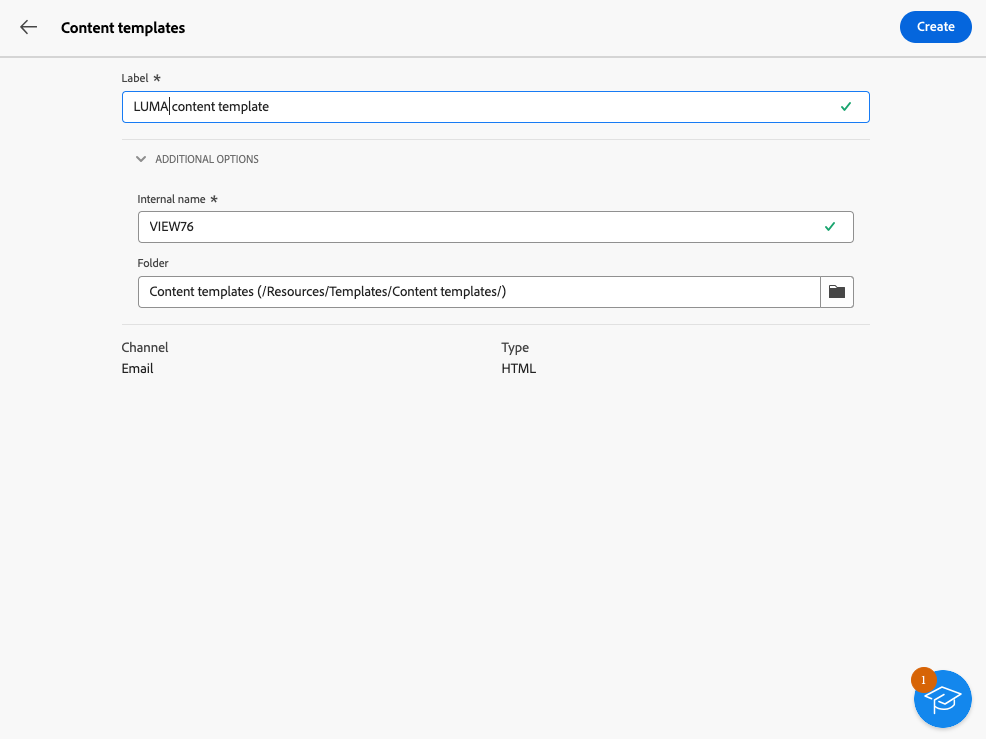 Content templates
Create
Label *
LUMA content template
ADDITIONAL OPTIONS
Internal name *
VIEW76
Folder
Content templates (/Resources/Templates/Content templates/)
Channel
Type
Email
HTML
1